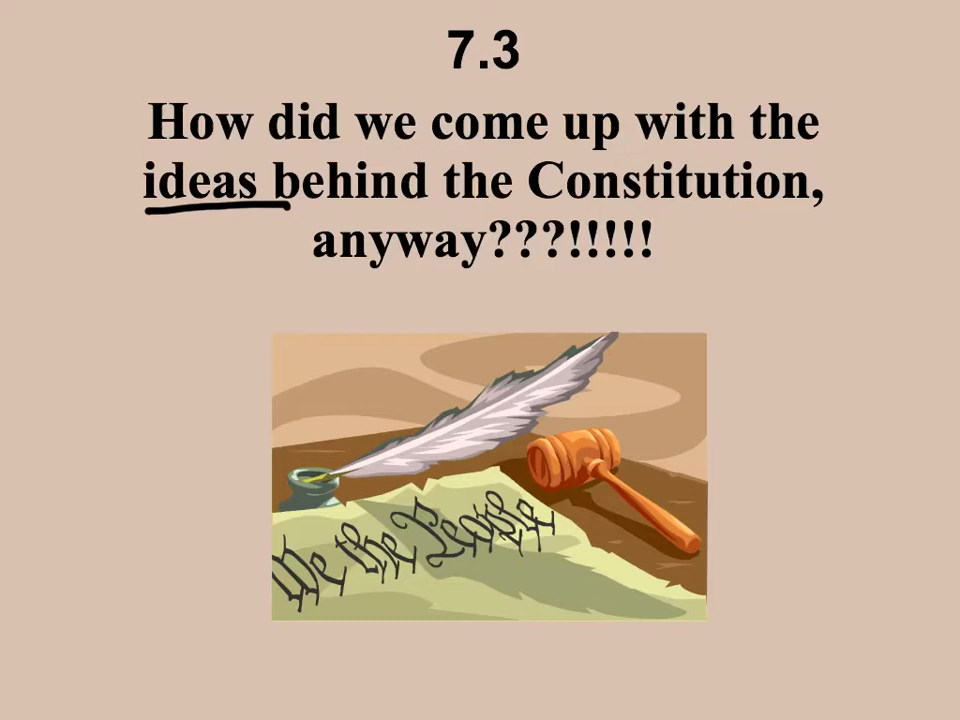 7.3
How did we come up with the
ideas behind the Constitution,
anyway???!!!!!
We the People